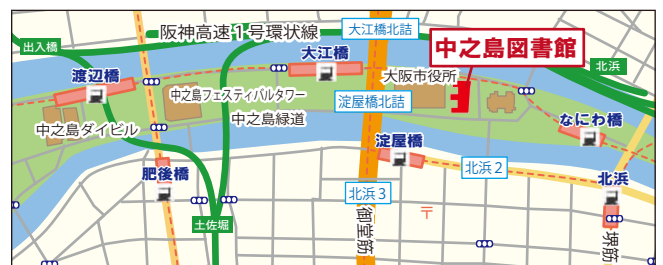 阪神高速1号環状線
大江橋北詰
出入橋
中之島図書館
大江橋
北浜
渡辺橋
大阪市役所
中之島フェスティバルタワー
淀屋橋北詰
中之島緑道
なにわ橋
中之島ダイビル
淀屋橋
肥後橋
北浜2
北浜
北浜3
土佐堀
御堂筋
〒
堺筋